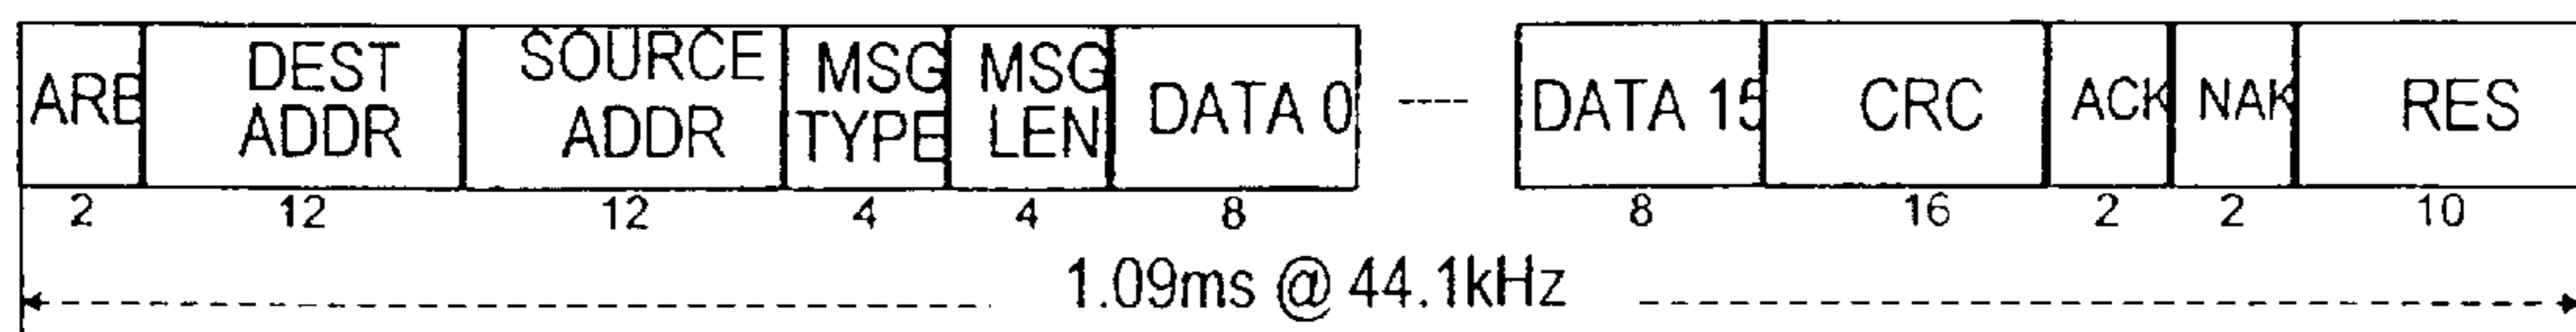 ARB DEST ADDR SOURCE ADDR MSG TYPE MSG LEN DATA 0 ---- DATA 15 CRC ACK NAK RES
2 12 12 4 4 8 8 16 2 2 10
1.09ms @ 44.1kHz